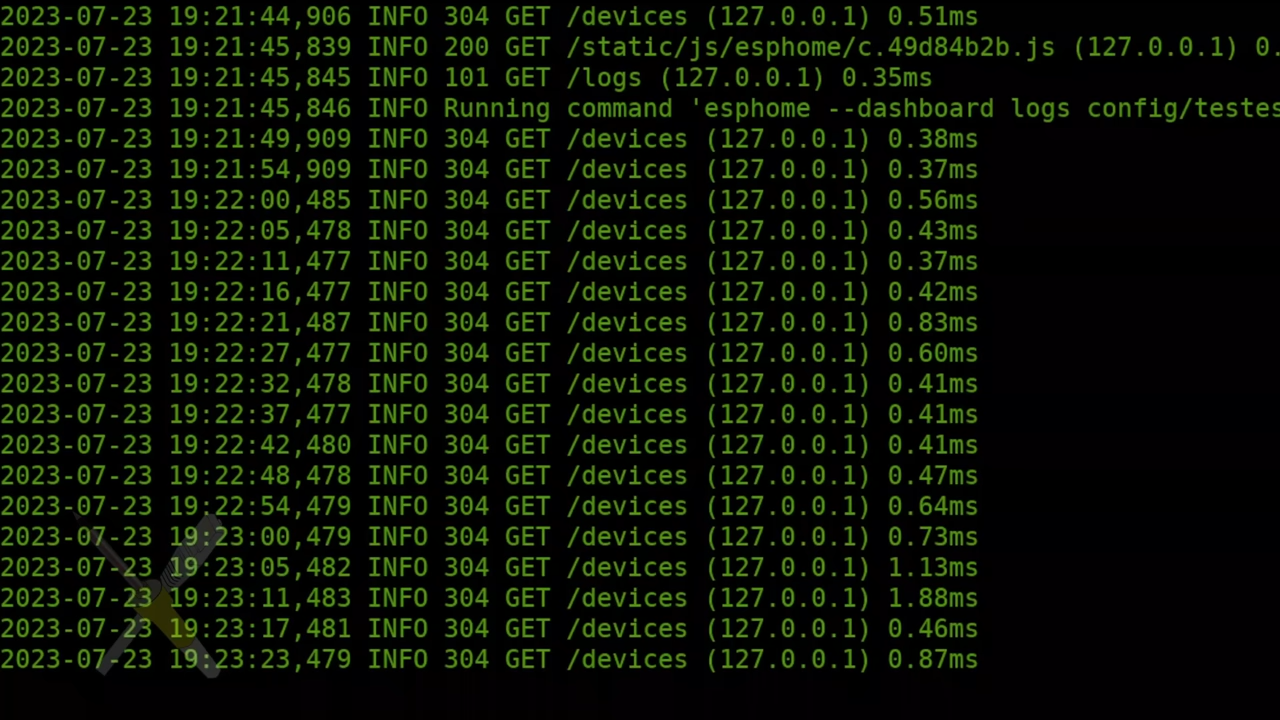 2023-07-23 19:21:44,906 INFO 304 GET /devices (127.0.0.1) 0.51ms
2023-07-23 19:21:45,839 INFO 200 GET /static/js/esphome/c.49d84b2b.js (127.0.0.1) 0.
2023-07-23 19:21:45,845 INFO 101 GET /logs (127.0.0.1) 0.35ms
2023-07-23 19:21:45,846 INFO Running command 'esphome --dashboard logs config/testes
2023-07-23 19:21:49,909 INFO 304 GET /devices (127.0.0.1) 0.38ms
2023-07-23 19:21:54,909 INFO 304 GET /devices (127.0.0.1) 0.37ms
2023-07-23 19:22:00,485 INFO 304 GET /devices (127.0.0.1) 0.56ms
2023-07-23 19:22:05,478 INFO 304 GET /devices (127.0.0.1) 0.43ms
2023-07-23 19:22:11,477 INFO 304 GET /devices (127.0.0.1) 0.37ms
2023-07-23 19:22:16,477 INFO 304 GET /devices (127.0.0.1) 0.42ms
2023-07-23 19:22:21,487 INFO 304 GET /devices (127.0.0.1) 0.83ms
2023-07-23 19:22:27,477 INFO 304 GET /devices (127.0.0.1) 0.60ms
2023-07-23 19:22:32,478 INFO 304 GET /devices (127.0.0.1) 0.41ms
2023-07-23 19:22:37,477 INFO 304 GET /devices (127.0.0.1) 0.41ms
2023-07-23 19:22:42,480 INFO 304 GET /devices (127.0.0.1) 0.41ms
2023-07-23 19:22:48,478 INFO 304 GET /devices (127.0.0.1) 0.47ms
2023-07-23 19:22:54,479 INFO 304 GET /devices (127.0.0.1) 0.64ms
2023-07-23 19:23:00,479 INFO 304 GET /devices (127.0.0.1) 0.73ms
2023-07-23 19:23:05,482 INFO 304 GET /devices (127.0.0.1) 1.13ms
2023-07-23 19:23:11,483 INFO 304 GET /devices (127.0.0.1) 1.88ms
2023-07-23 19:23:17,481 INFO 304 GET /devices (127.0.0.1) 0.46ms
2023-07-23 19:23:23,479 INFO 304 GET /devices (127.0.0.1) 0.87ms